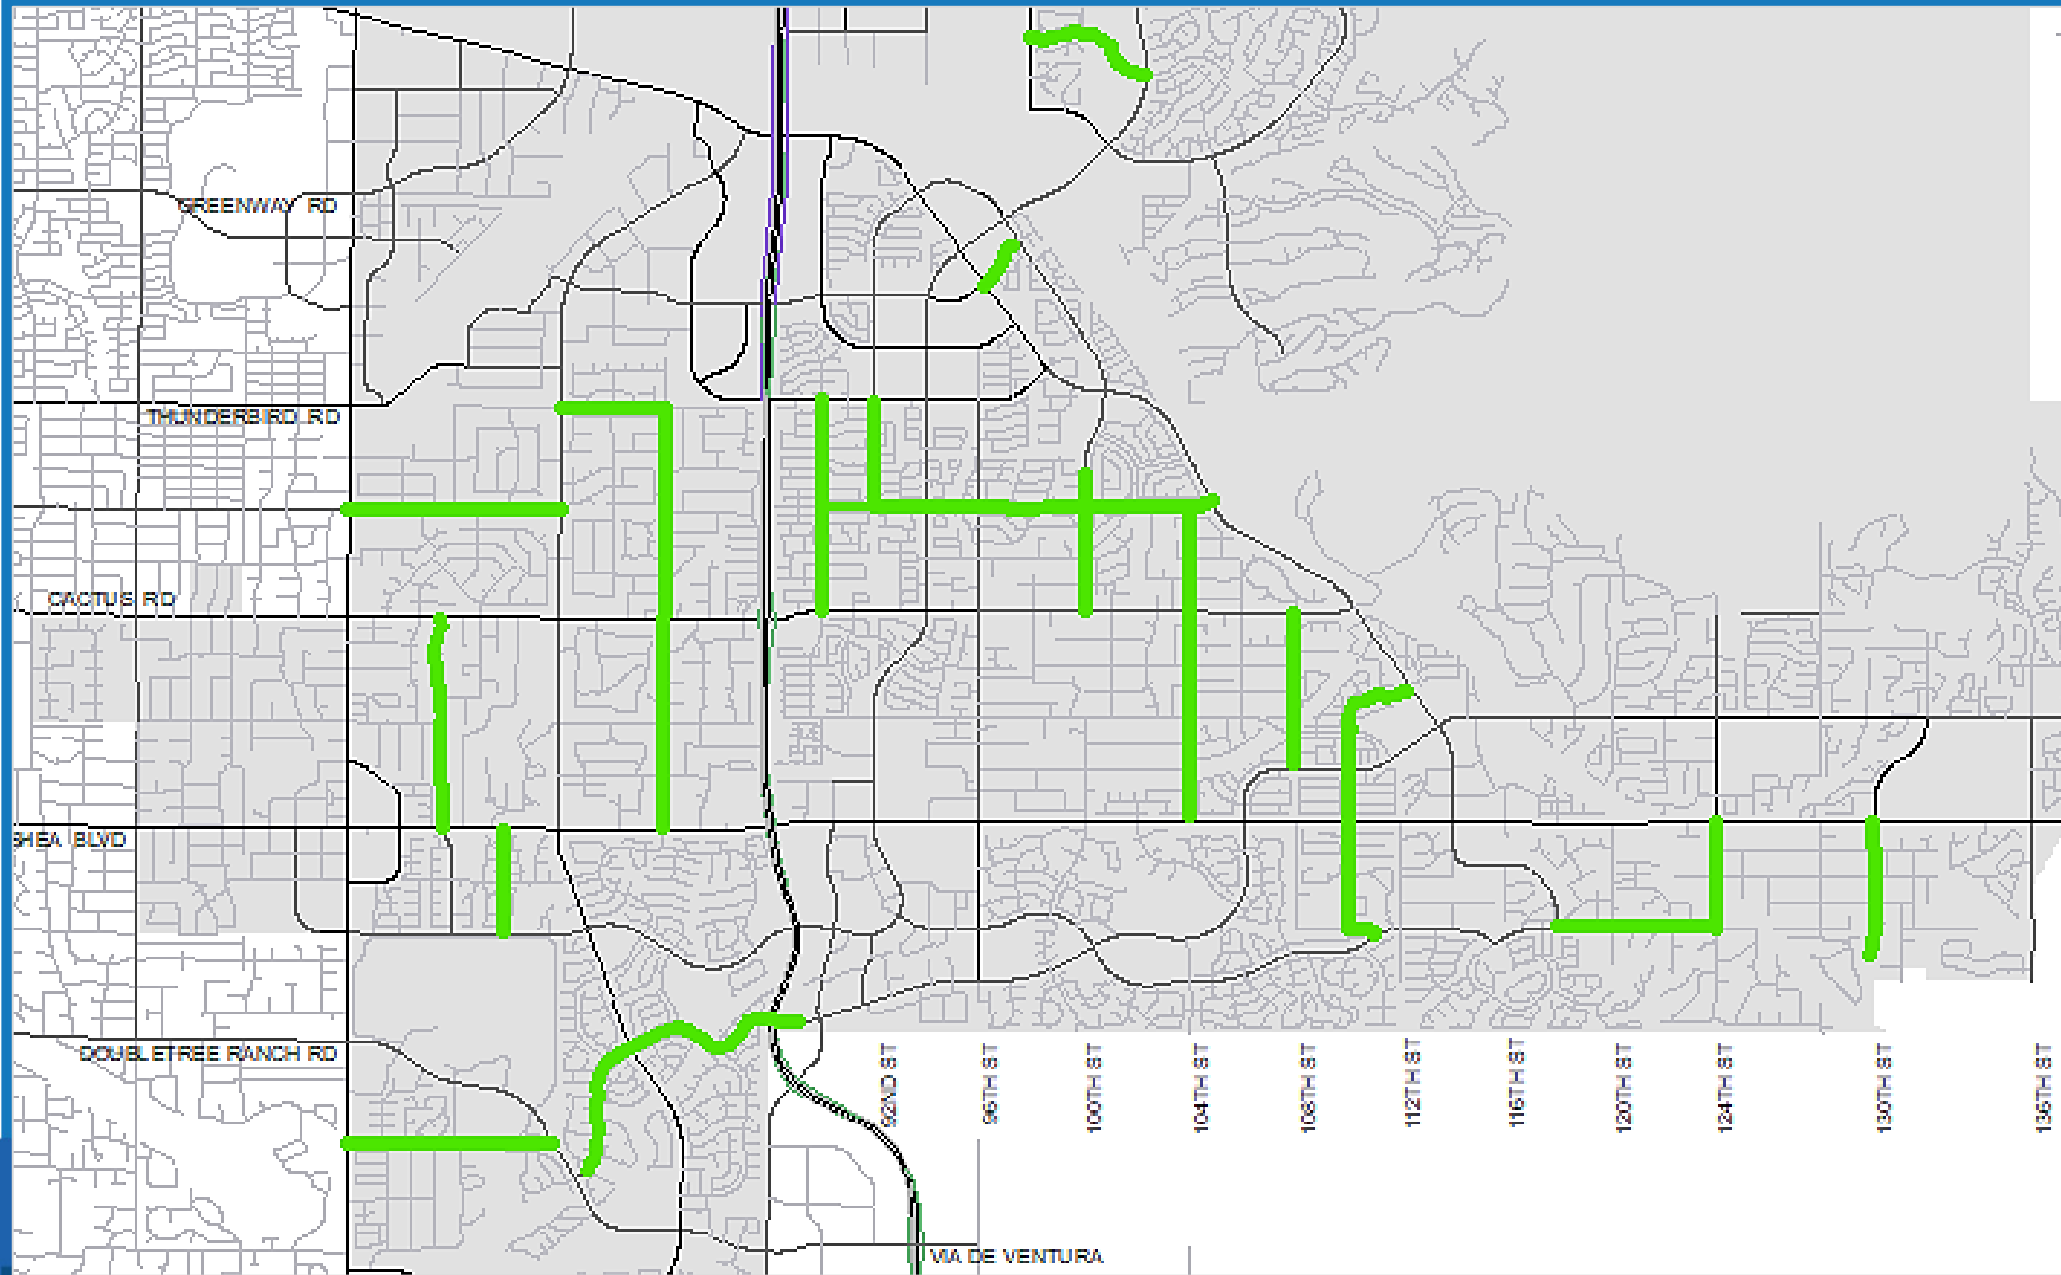 GREENWAY RD
THUNDERBIRD RD
CACTUS RD
SHEA BLVD
DOUBLETREE RANCH RD
92ND ST
96TH ST
100TH ST
104TH ST
108TH ST
112TH ST
116TH ST
120TH ST
124TH ST
130TH ST
136TH ST
VIA DE VENTURA